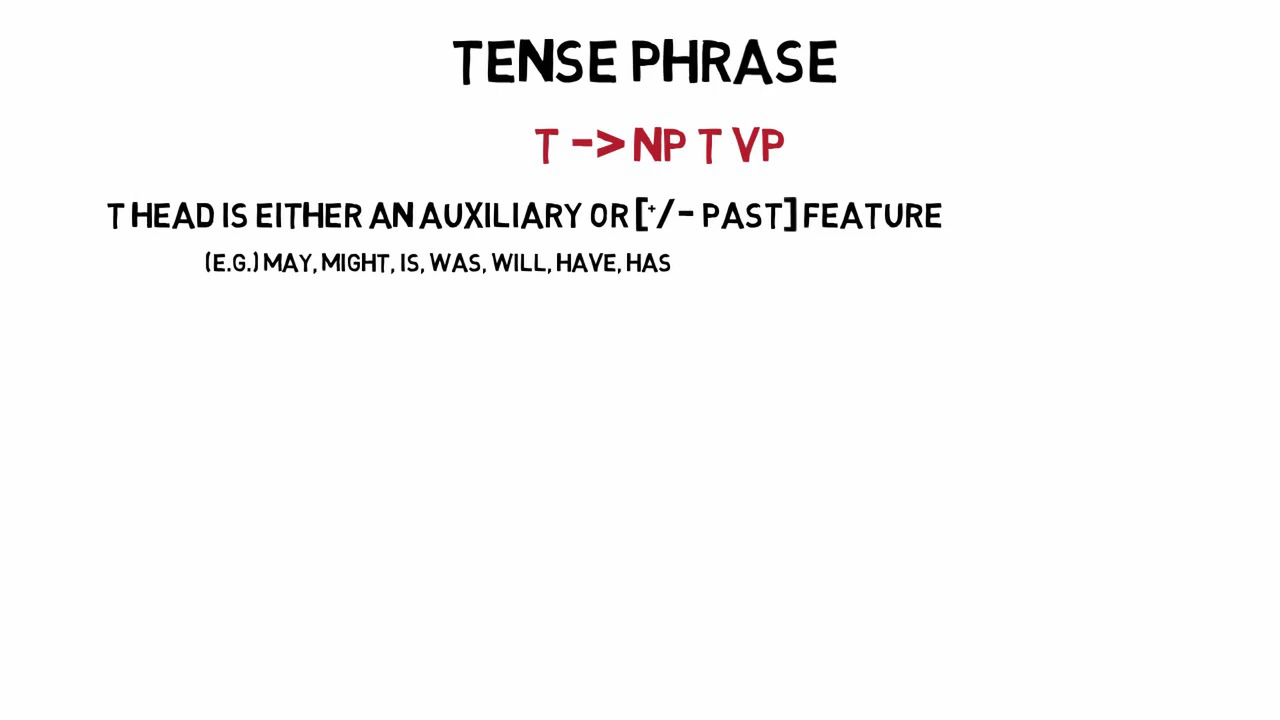 TENSE PHRASE
T -> NP T VP
T HEAD IS EITHER AN AUXILIARY OR [+/- PAST] FEATURE
(E.G.) MAY, MIGHT, IS, WAS, WILL, HAVE, HAS